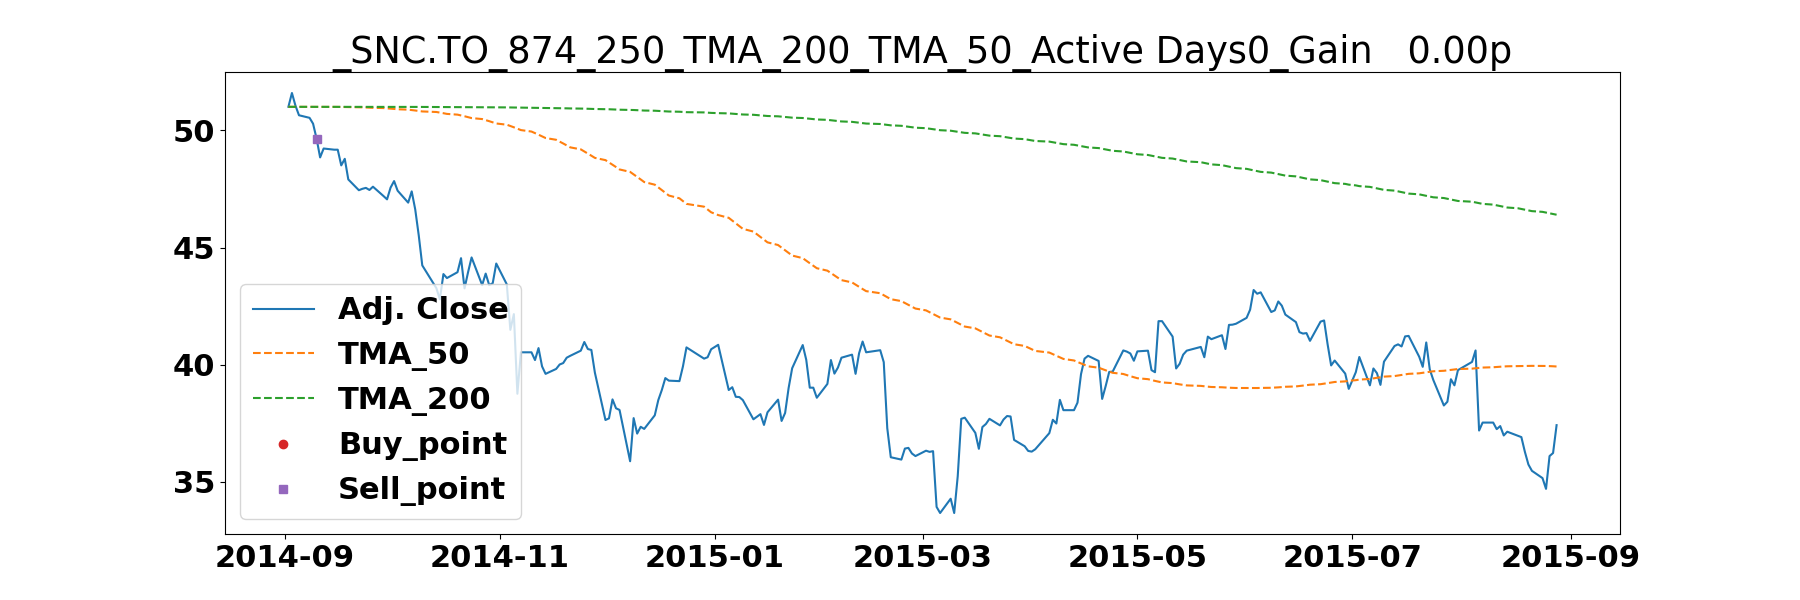 _SNC.TO_874_250_TMA_200_TMA_50_Active Days0_Gain   0.00p
50
45
40
35
Adj. Close
TMA_50
TMA_200
Buy_point
Sell_point
2014-09 2014-11 2015-01 2015-03 2015-05 2015-07 2015-09